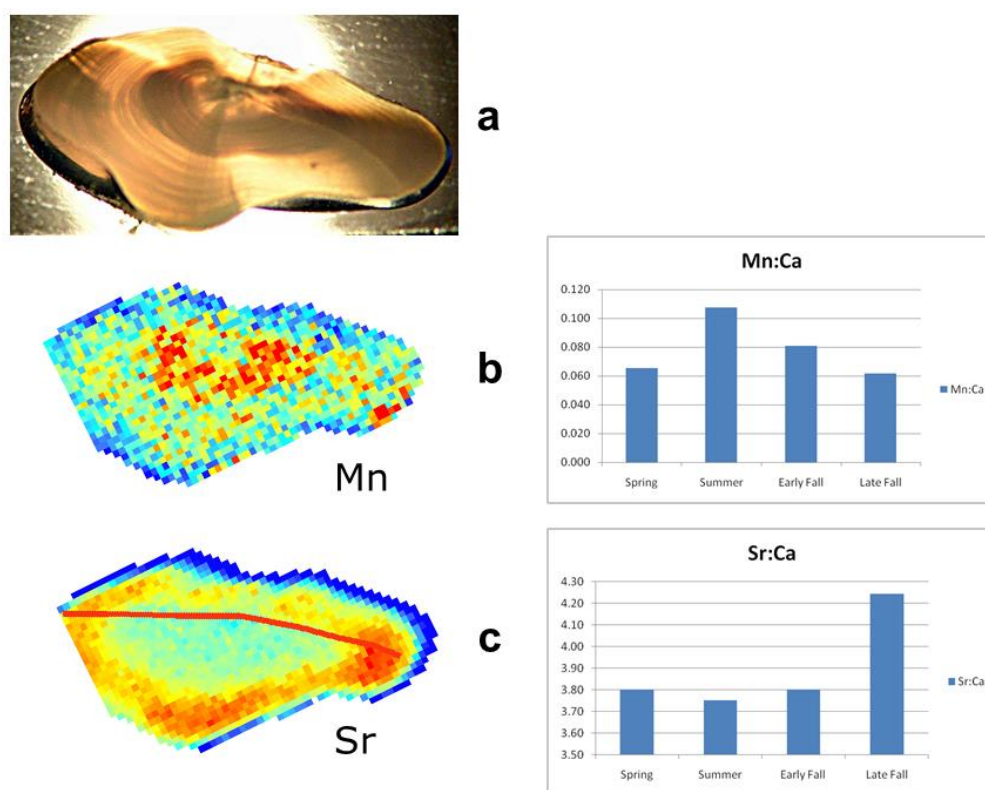 a
Mn:Ca
0.120
0.100
0.080
0.060
0.040
0.020
0.000
Spring Summer Early Fall Late Fall
Mn:Ca
b
Mn
Sr:Ca
4.30
4.20
4.10
4.00
3.90
3.80
3.70
3.60
3.50
Spring Summer Early Fall Late Fall
Sr:Ca
c
Sr